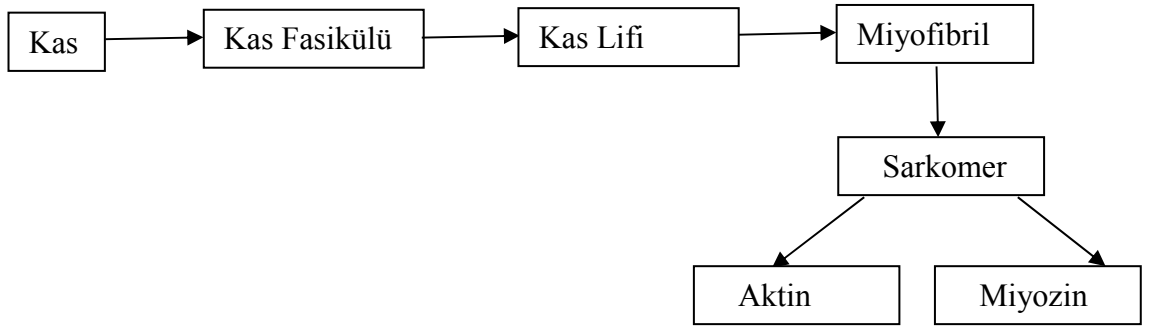 Kas
Kas Fasikülü
Kas Lifi
Miyofibril
Sarkomer
Aktin
Miyozin